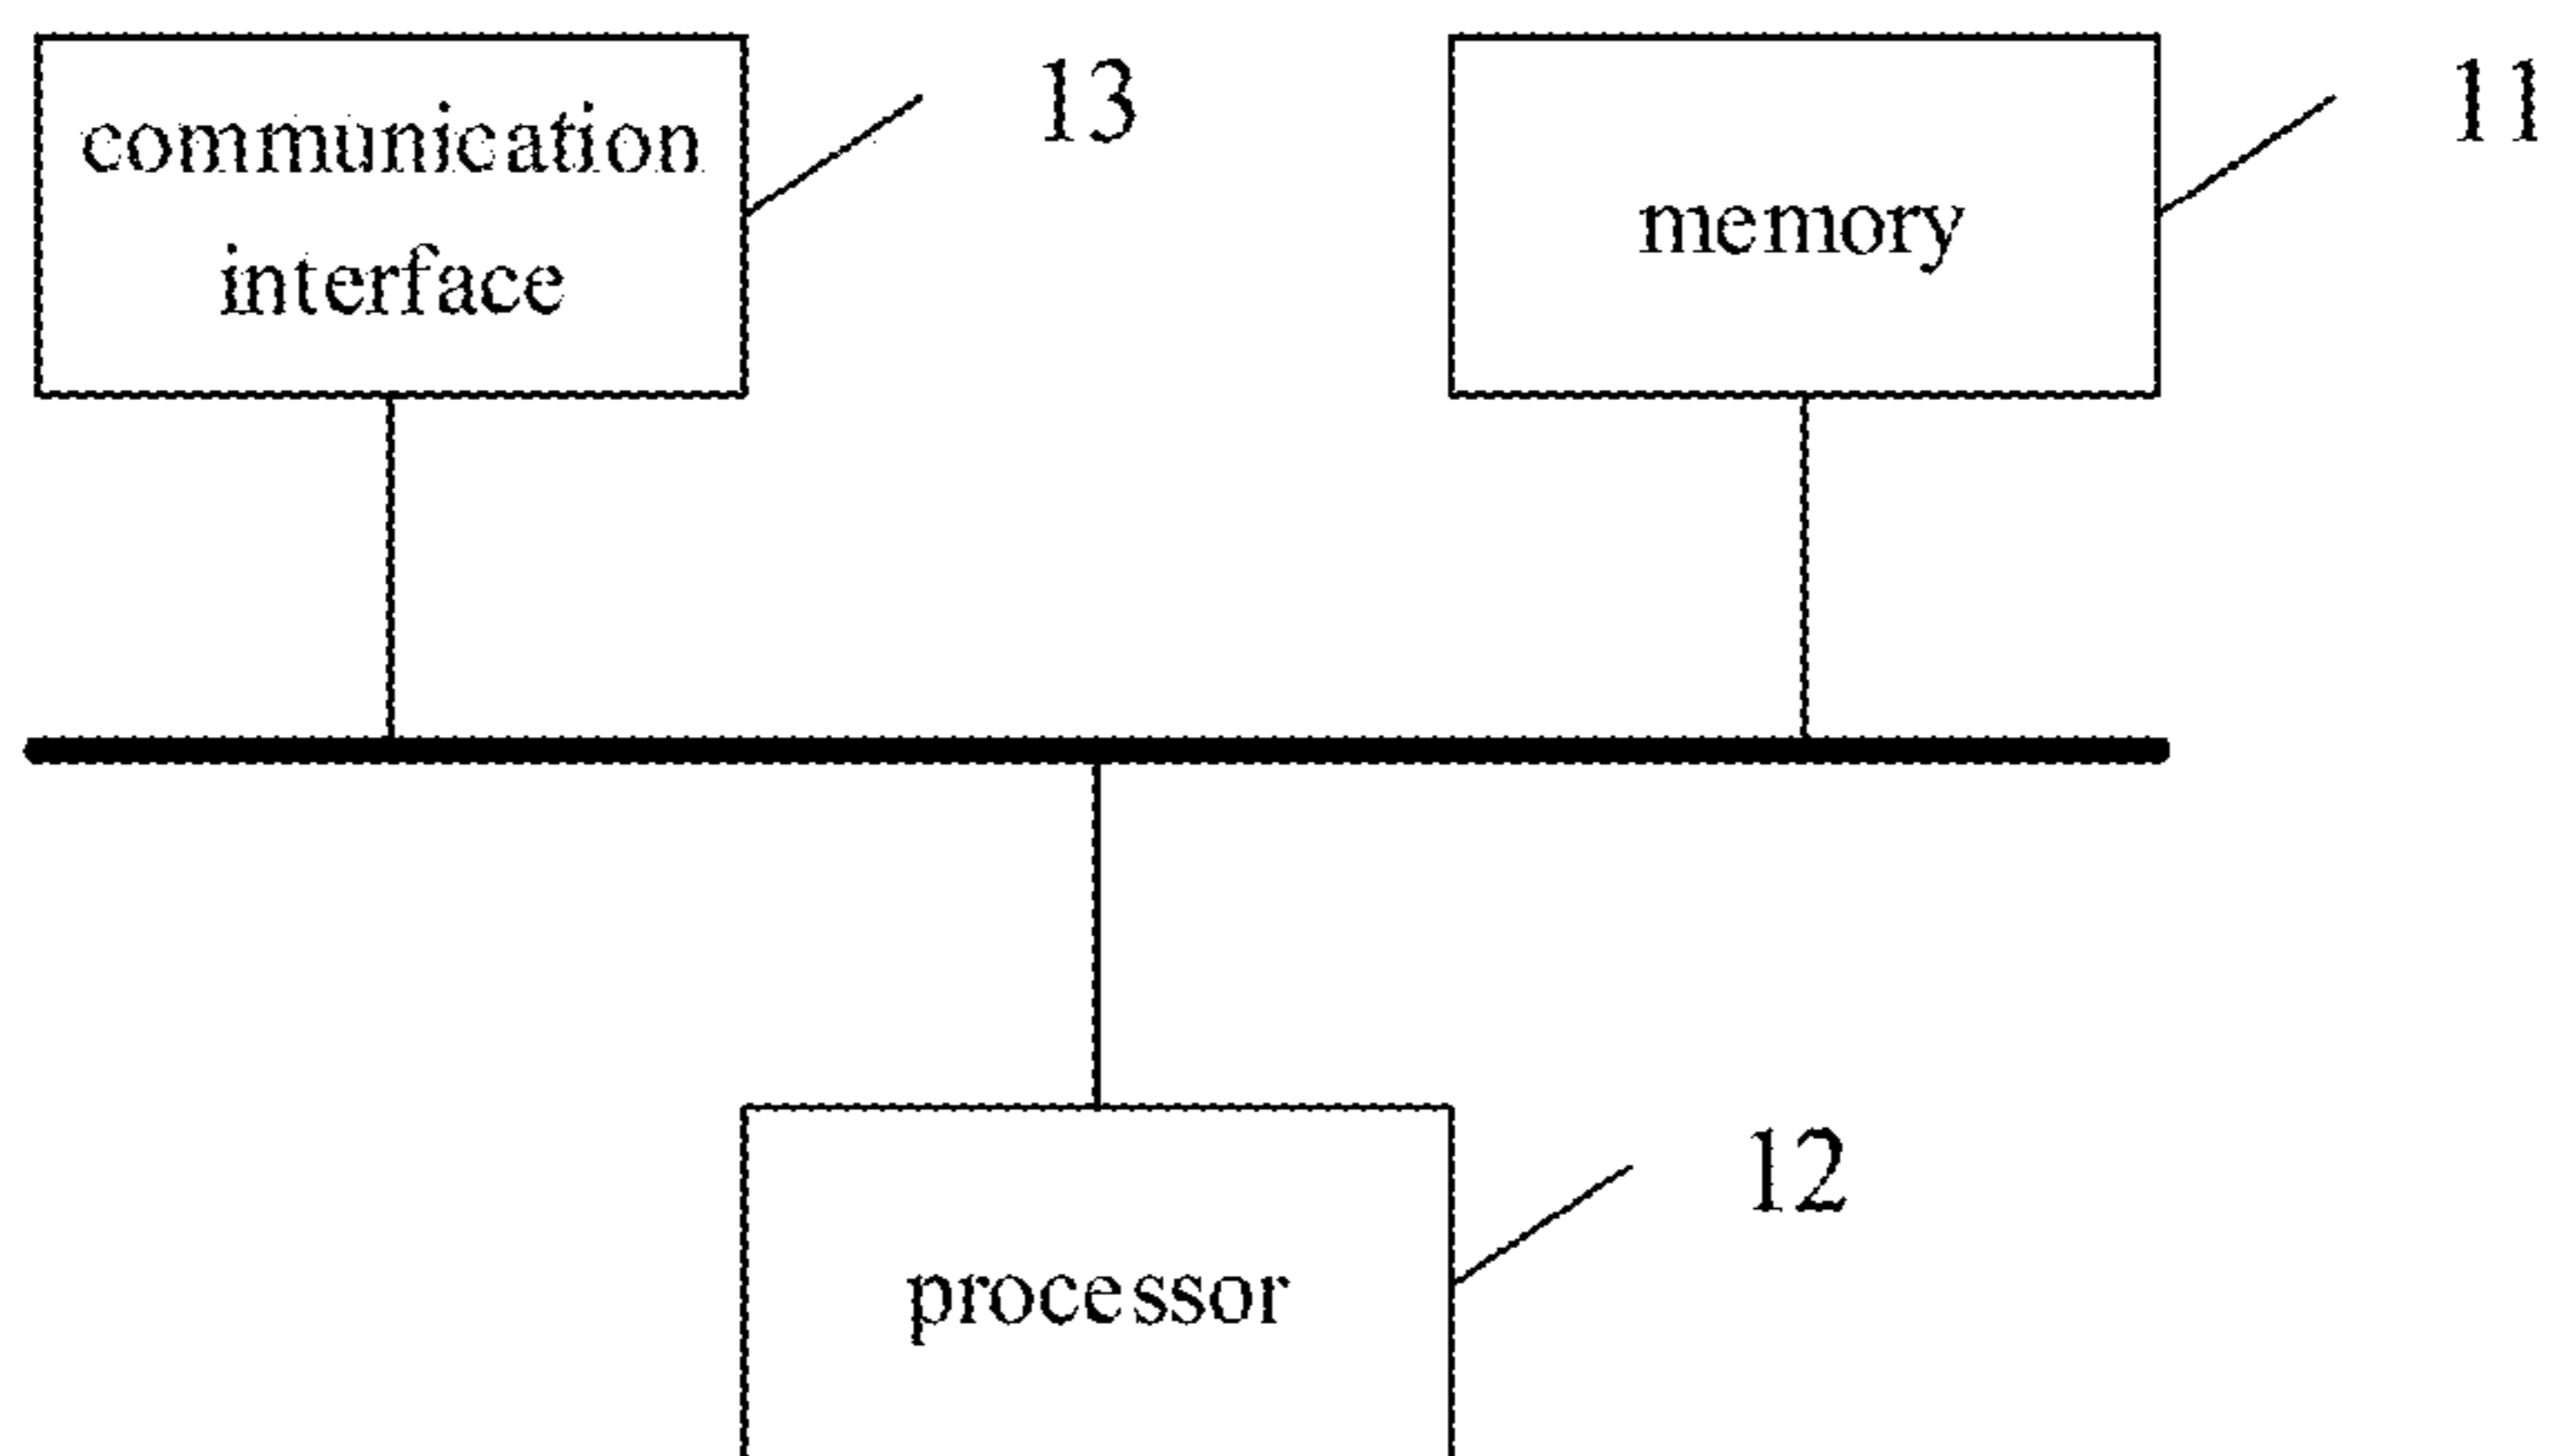 communication
interface
13
memory
11
processor
12